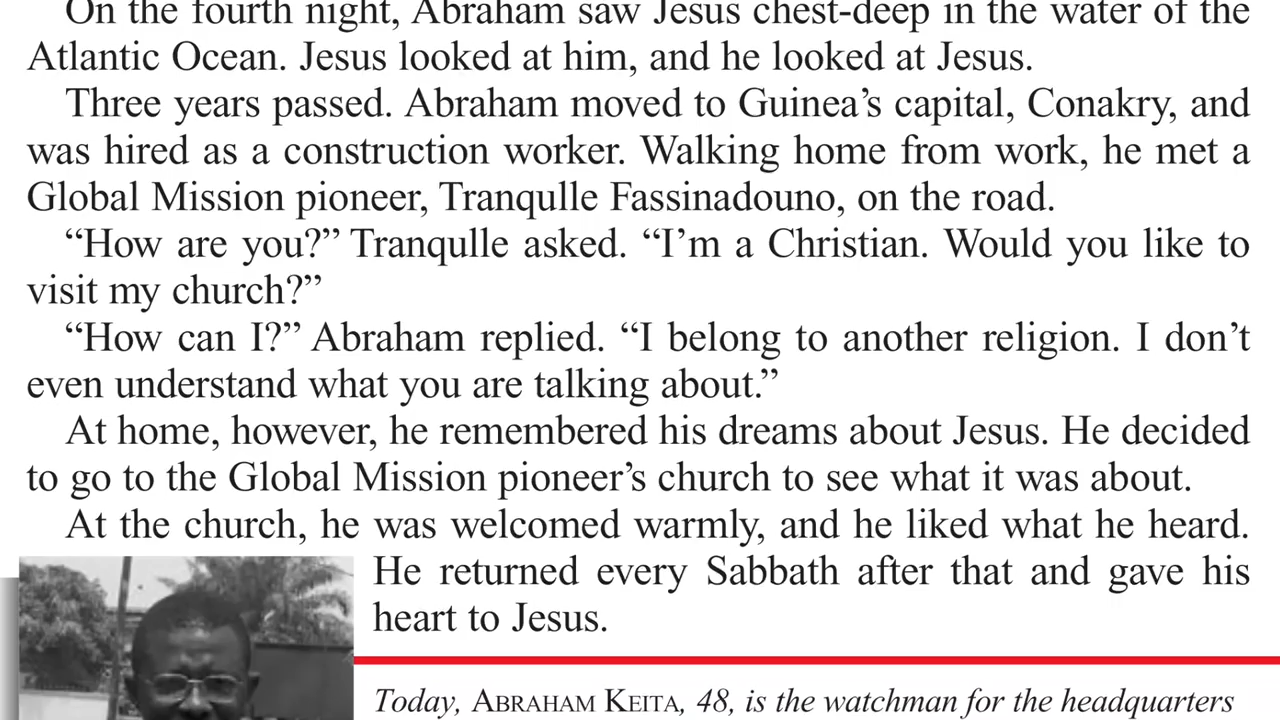 On the fourth night, Abraham saw Jesus chest-deep in the water of the
Atlantic Ocean. Jesus looked at him, and he looked at Jesus.
Three years passed. Abraham moved to Guinea’s capital, Conakry, and
was hired as a construction worker. Walking home from work, he met a
Global Mission pioneer, Tranqulle Fassinadouno, on the road.
“How are you?” Tranqulle asked. “I’m a Christian. Would you like to
visit my church?”
“How can I?” Abraham replied. “I belong to another religion. I don’t
even understand what you are talking about.”
At home, however, he remembered his dreams about Jesus. He decided
to go to the Global Mission pioneer’s church to see what it was about.
At the church, he was welcomed warmly, and he liked what he heard.
He returned every Sabbath after that and gave his
heart to Jesus.
Today, ABRAHAM KEITA, 48, is the watchman for the headquarters